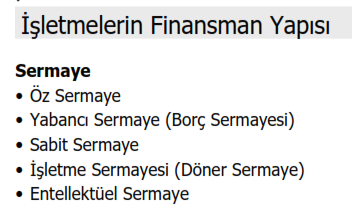 İşletmelerin Finansman Yapısı
Sermaye
• Öz Sermaye
• Yabancı Sermaye (Borç Sermayesi)
• Sabit Sermaye
• İşletme Sermayesi (Döner Sermaye)
• Entellektüel Sermaye